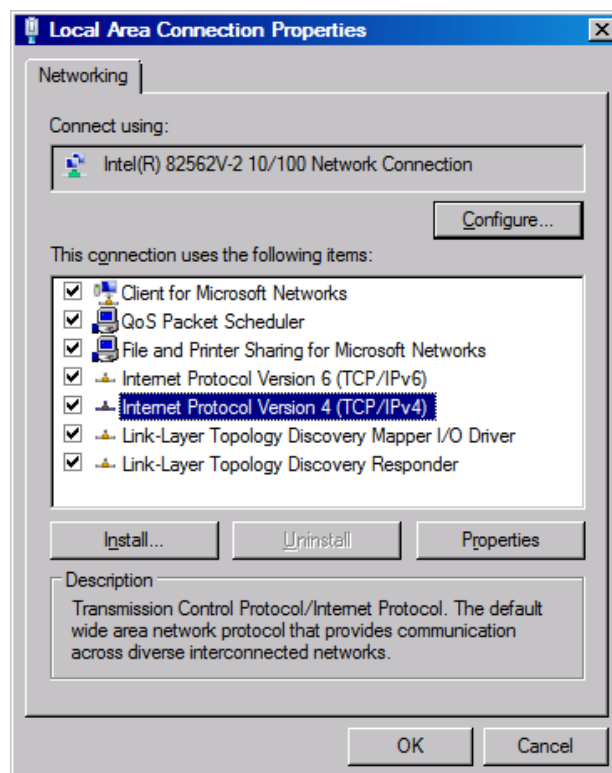 Local Area Connection Properties
Networking
Connect using:
Intel(R) 82562V-2 10/100 Network Connection
Configure...
This connection uses the following items:
Client for Microsoft Networks
QoS Packet Scheduler
File and Printer Sharing for Microsoft Networks
Internet Protocol Version 6 (TCP/IPv6)
Internet Protocol Version 4 (TCP/IPv4)
Link-Layer Topology Discovery Mapper I/O Driver
Link-Layer Topology Discovery Responder
Install... Uninstall Properties
Description
Transmission Control Protocol/Internet Protocol. The default
wide area network protocol that provides communication
across diverse interconnected networks.
OK Cancel